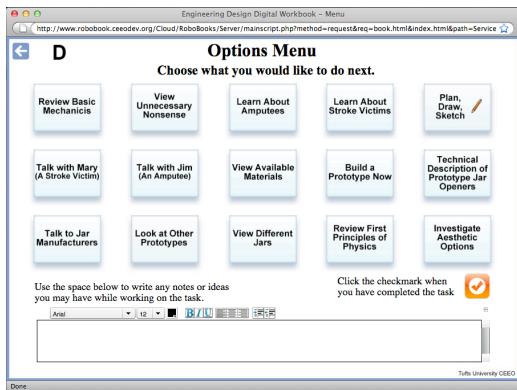 Engineering Design Digital Workbook – Menu
http://www.robobook.ceeodev.org/Cloud/RoboBooks/Server/mainscript.php?method=request&req=book.html&index.html&path=Service
D
Options Menu
Choose what you would like to do next.
Review Basic
Mechanicis
View
Unnecessary
Nonsense
Learn About
Amputees
Learn About
Stroke Victims
Plan,
Draw,
Sketch
Talk with Mary
(A Stroke Victim)
Talk with Jim
(An Amputee)
View Available
Materials
Build a
Prototype Now
Technical
Description of
Prototype Jar
Openers
Talk to Jar
Manufacturers
Look at Other
Prototypes
View Different
Jars
Review First
Principles of
Physics
Investigate
Aesthetic
Options
Use the space below to write any notes or ideas
you may have while working on the task.
Click the checkmark when
you have completed the task
Arial 12 B I U
Tufts University CEEO
Done